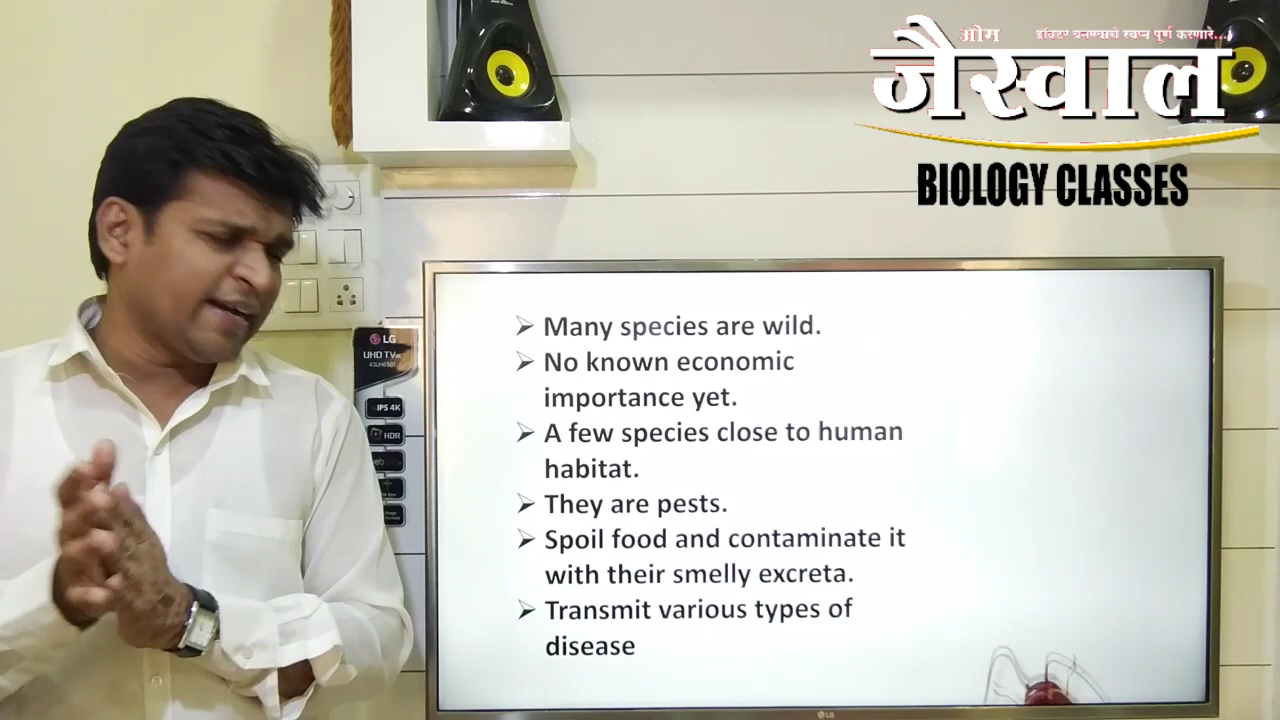 ओम
डॉक्टर बनण्याचे स्वप्न पूर्ण करणारे...
जैस्वाल
BIOLOGY CLASSES
LG
UHD TV
IPS 4K
HDR
➢ Many species are wild.
➢ No known economic
importance yet.
➢ A few species close to human
habitat.
➢ They are pests.
➢ Spoil food and contaminate it
with their smelly excreta.
➢ Transmit various types of
disease
LG